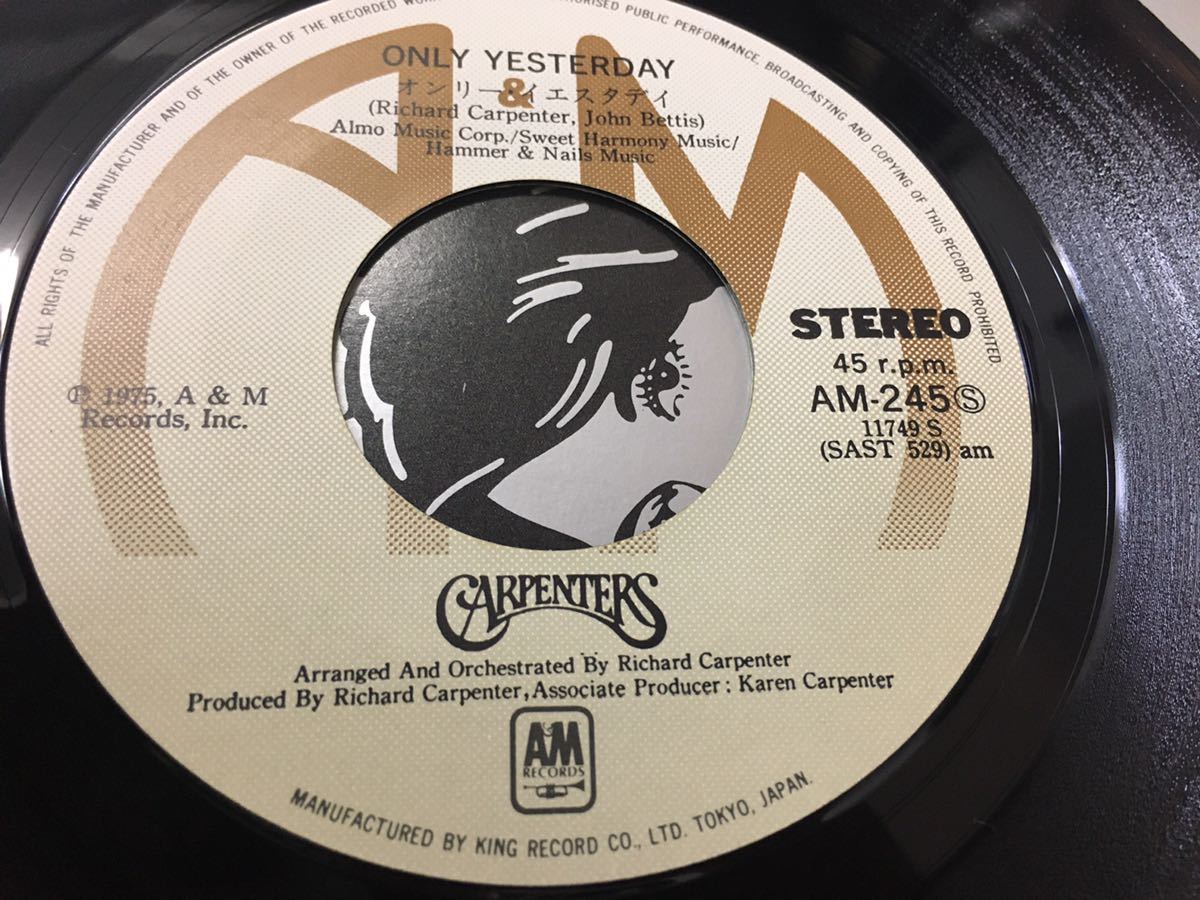 ALL RIGHTS OF THE MANUFACTURER AND OF THE OWNER OF THE RECORDED WOR
ORISED PUBLIC PERFORMANCE, BROADCASTING AND COPYING OF THIS RECORD PROHIBITED
ONLY YESTERDAY
オンリー・イエスタデイ
&
(Richard Carpenter, John Bettis)
Almo Music Corp./Sweet Harmony Music/
Hammer & Nails Music
AM
STEREO
45 r.p.m.
AM-245Ⓢ
11749 S
(SAST 529) am
℗ 1975, A & M
Records, Inc.
CARPENTERS
Arranged And Orchestrated By Richard Carpenter
Produced By Richard Carpenter, Associate Producer : Karen Carpenter
A&M
RECORDS
MANUFACTURED BY KING RECORD CO., LTD. TOKYO, JAPAN.